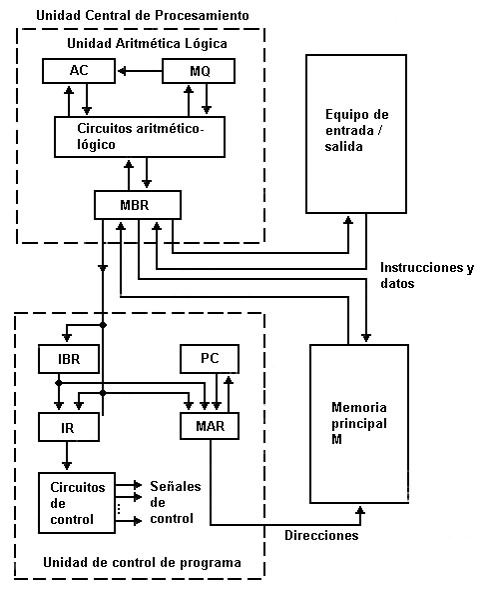 Unidad Central de Procesamiento
Unidad Aritmética Lógica
AC
MQ
Circuitos aritmético-
lógico
MBR
Equipo de
entrada /
salida
Instrucciones y
datos
IBR
PC
IR
MAR
Memoria
principal
M
Circuitos
de
control
Señales
de
control
Direcciones
Unidad de control de programa